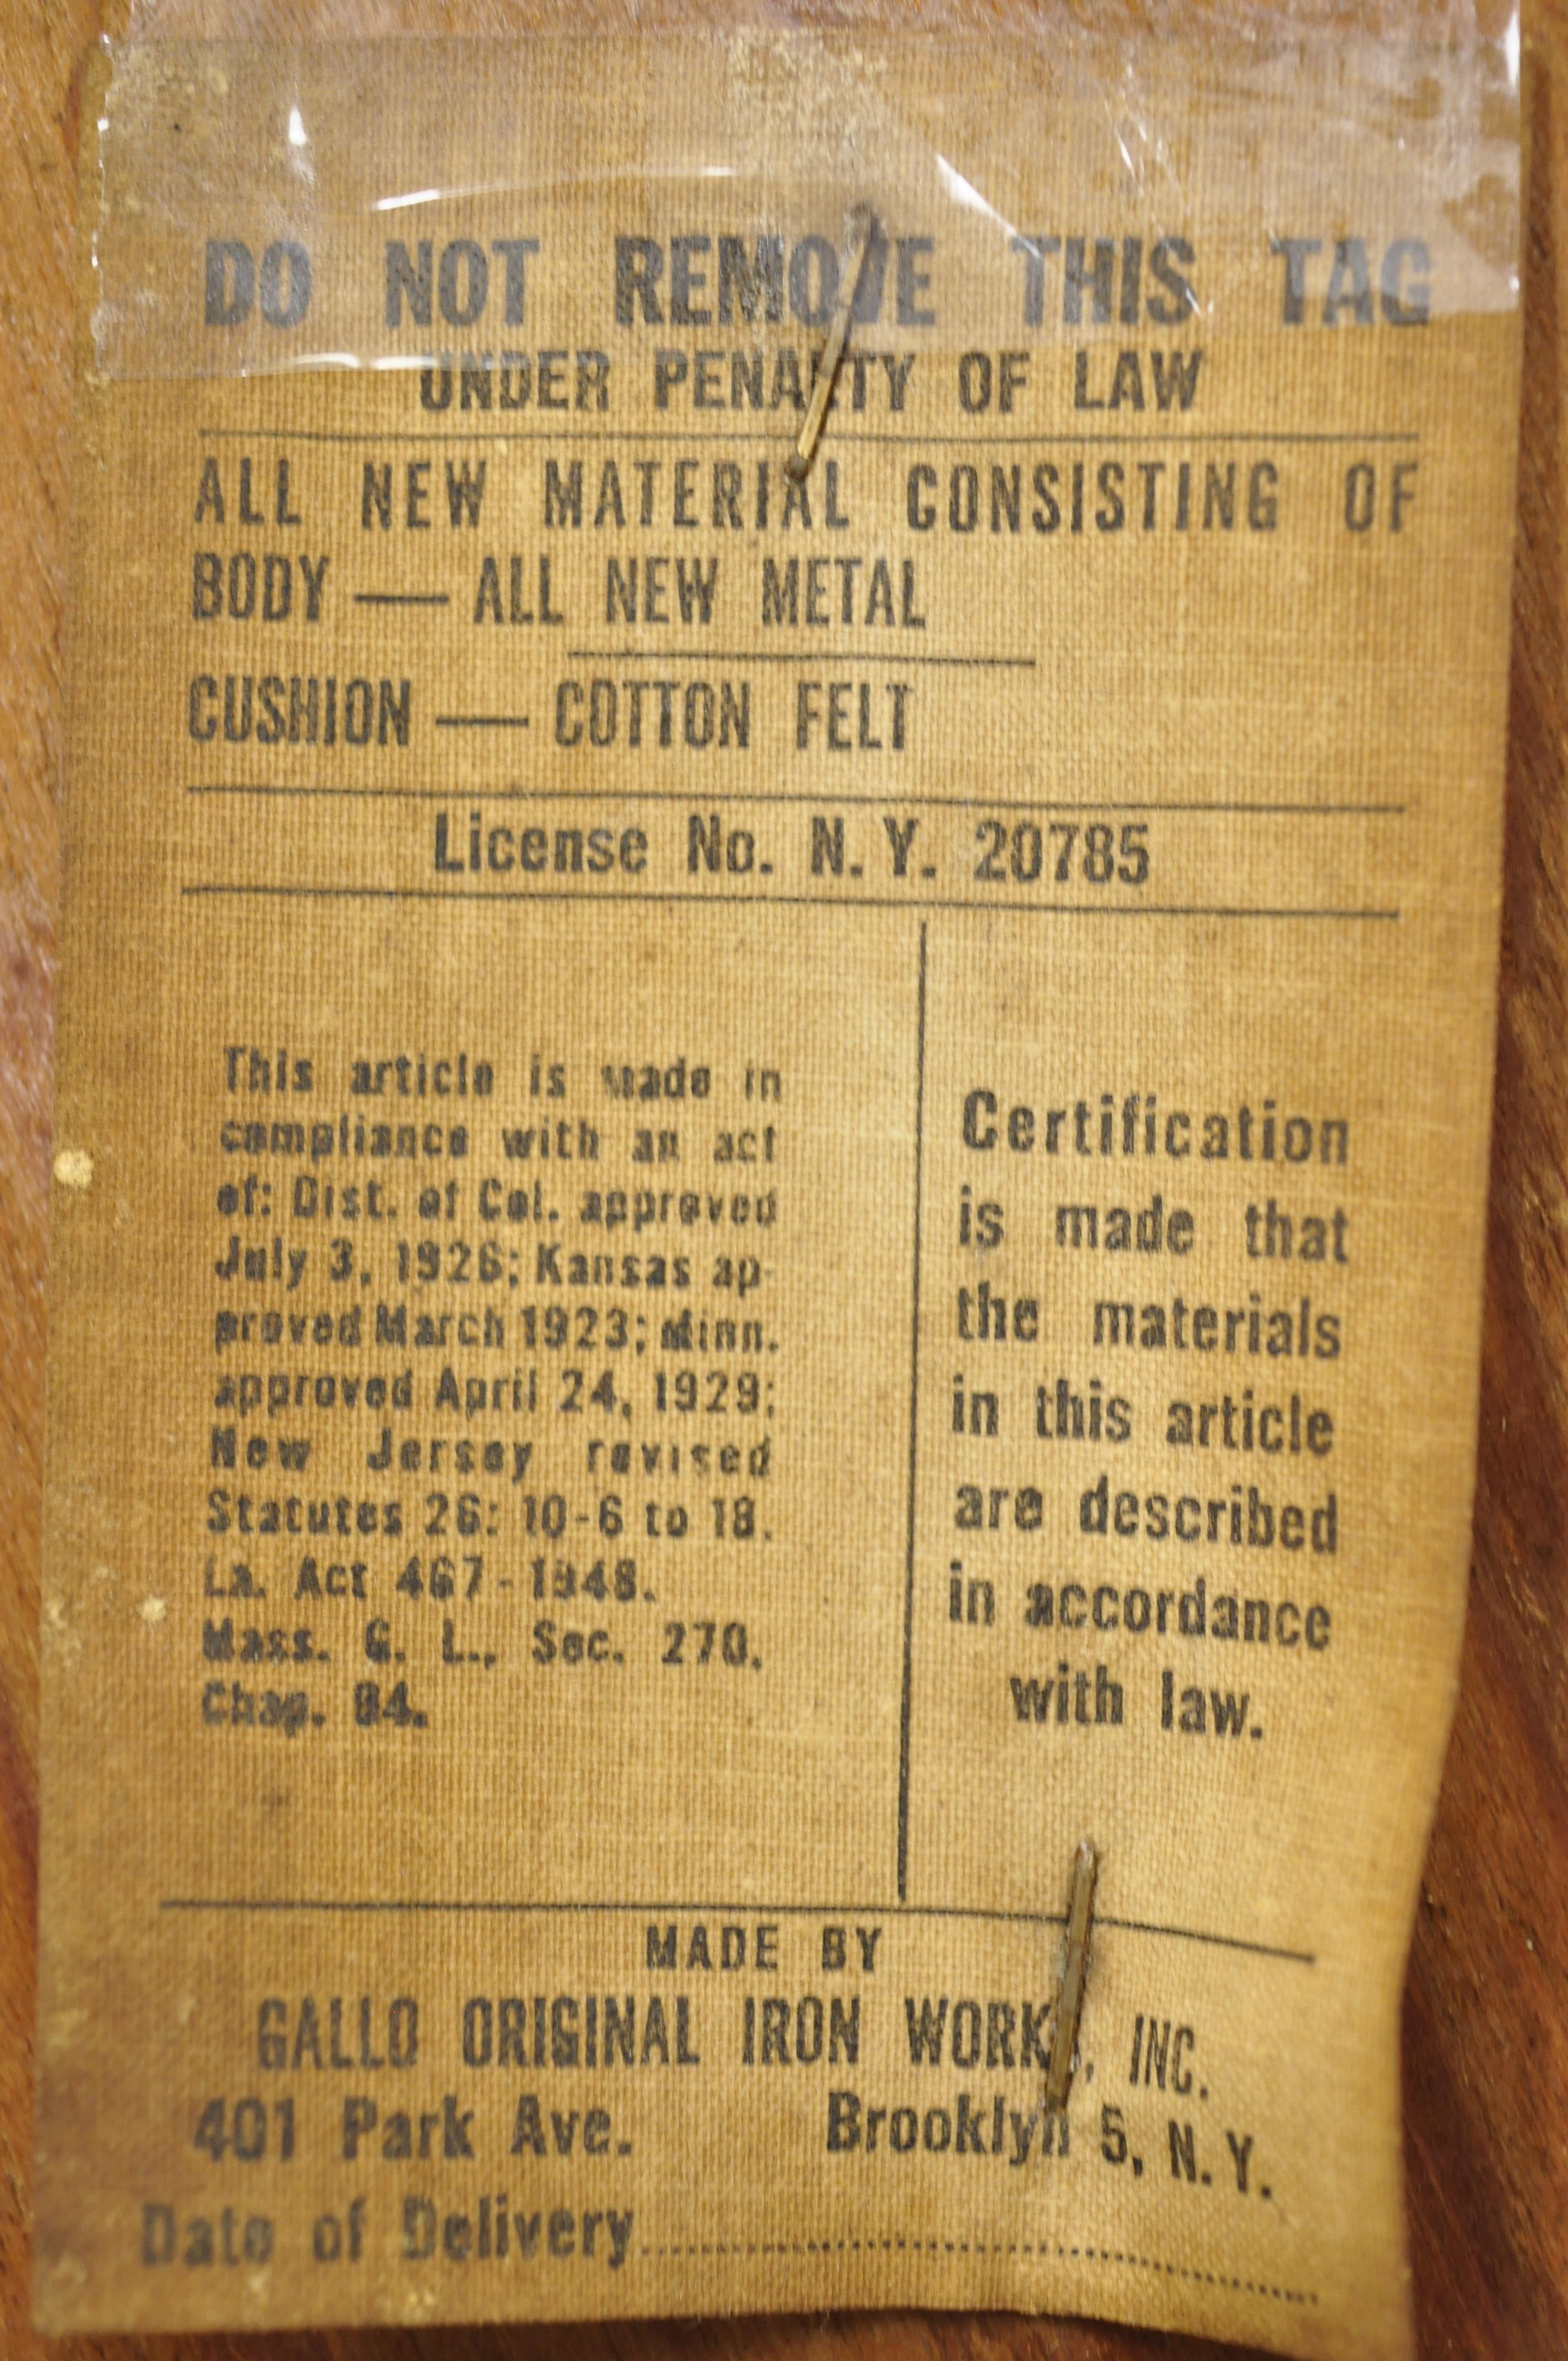 DO NOT REMOVE THIS TAG
UNDER PENALTY OF LAW
ALL NEW MATERIAL CONSISTING OF
BODY — ALL NEW METAL
CUSHION — COTTON FELT
License No. N.Y. 20785
This article is made in
compliance with an act
of: Dist. of Col. approved
July 3, 1926; Kansas ap-
proved March 1923; Minn.
approved April 24, 1929;
New Jersey revised
Statutes 26: 10-6 to 18.
La. Act 467-1948.
Mass. G. L., Sec. 270,
Chap. 94.
Certification
is made that
the materials
in this article
are described
in accordance
with law.
MADE BY
GALLO ORIGINAL IRON WORKS, INC.
401 Park Ave. Brooklyn 5, N.Y.
Date of Delivery